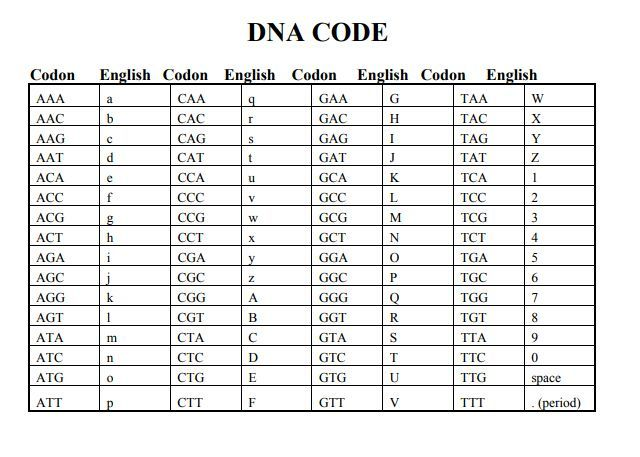 DNA CODE
Codon English Codon English Codon English Codon English
AAA a CAA q GAA G TAA W
AAC b CAC r GAC H TAC X
AAG c CAG s GAG I TAG Y
AAT d CAT t GAT J TAT Z
ACA e CCA u GCA K TCA 1
ACC f CCC v GCC L TCC 2
ACG g CCG w GCG M TCG 3
ACT h CCT x GCT N TCT 4
AGA i CGA y GGA O TGA 5
AGC j CGC z GGC P TGC 6
AGG k CGG A GGG Q TGG 7
AGT l CGT B GGT R TGT 8
ATA m CTA C GTA S TTA 9
ATC n CTC D GTC T TTC 0
ATG o CTG E GTG U TTG space
ATT p CTT F GTT V TTT . (period)